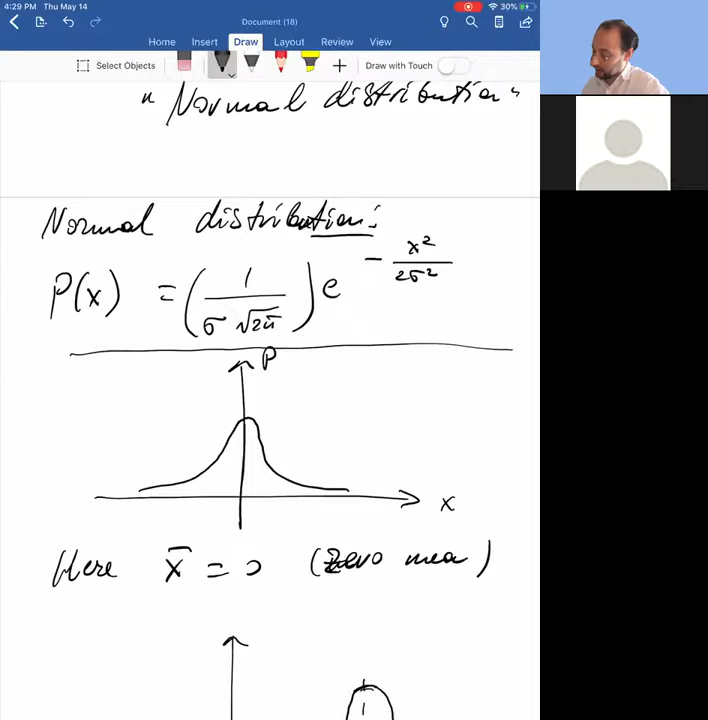 4:29 PM Thu May 14
30%
Document (18)
Home Insert Draw Layout Review View
Select Objects
Draw with Touch
"Normal distribution"
Normal distribution:
P(x) = (1 / σ √2π) e^(- x² / 2σ²)
P
x
Here x̄ = 0 (zero mea)